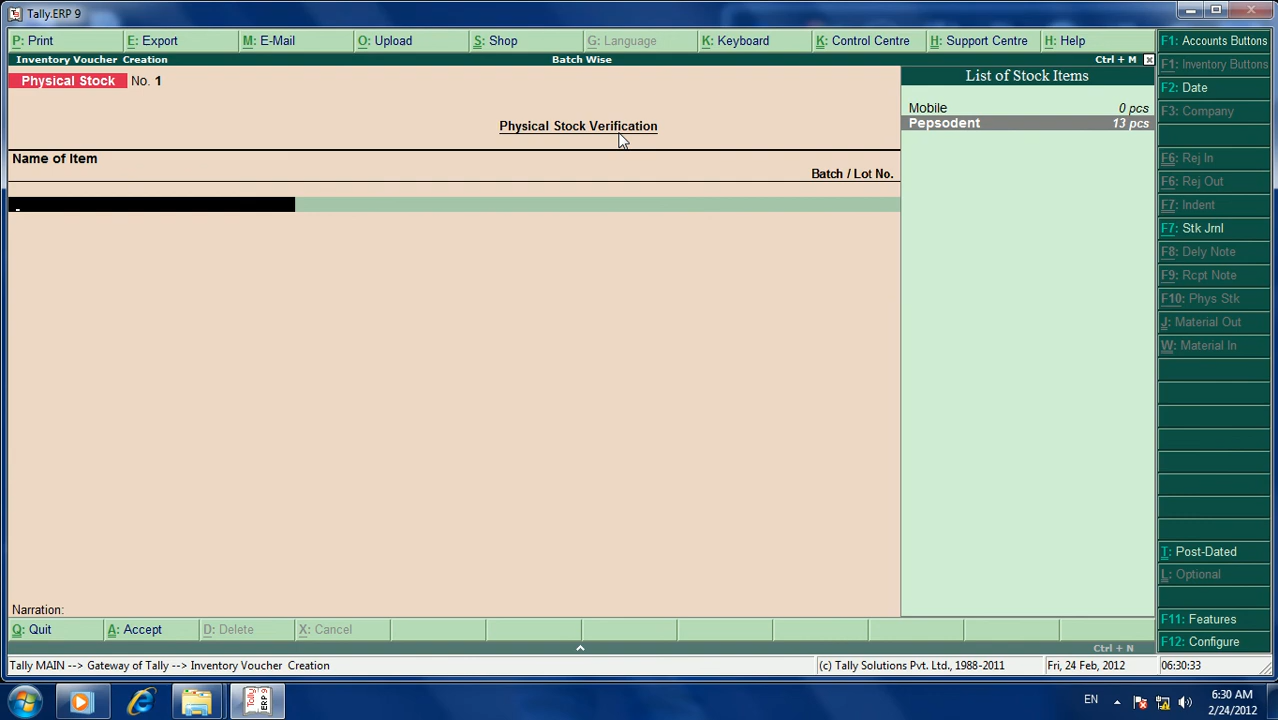 Tally.ERP 9
P: Print E: Export M: E-Mail O: Upload S: Shop G: Language K: Keyboard K: Control Centre H: Support Centre H: Help
F1: Accounts Buttons
Inventory Voucher Creation Batch Wise Ctrl + M
F1: Inventory Buttons
Physical Stock No. 1
List of Stock Items
F2: Date
Mobile 0 pcs
F3: Company
Pepsodent 13 pcs
Physical Stock Verification
Name of Item
F6: Rej In
Batch / Lot No.
F6: Rej Out
F7: Indent
F7: Stk Jrnl
F8: Dely Note
F9: Rcpt Note
F10: Phys Stk
J: Material Out
W: Material In
T: Post-Dated
L: Optional
Narration:
F11: Features
Q: Quit A: Accept D: Delete X: Cancel
F12: Configure
Ctrl + N
Tally MAIN --> Gateway of Tally --> Inventory Voucher Creation (c) Tally Solutions Pvt. Ltd., 1988-2011 Fri, 24 Feb, 2012 06:30:33
Tally
ERP 9
EN
6:30 AM
2/24/2012